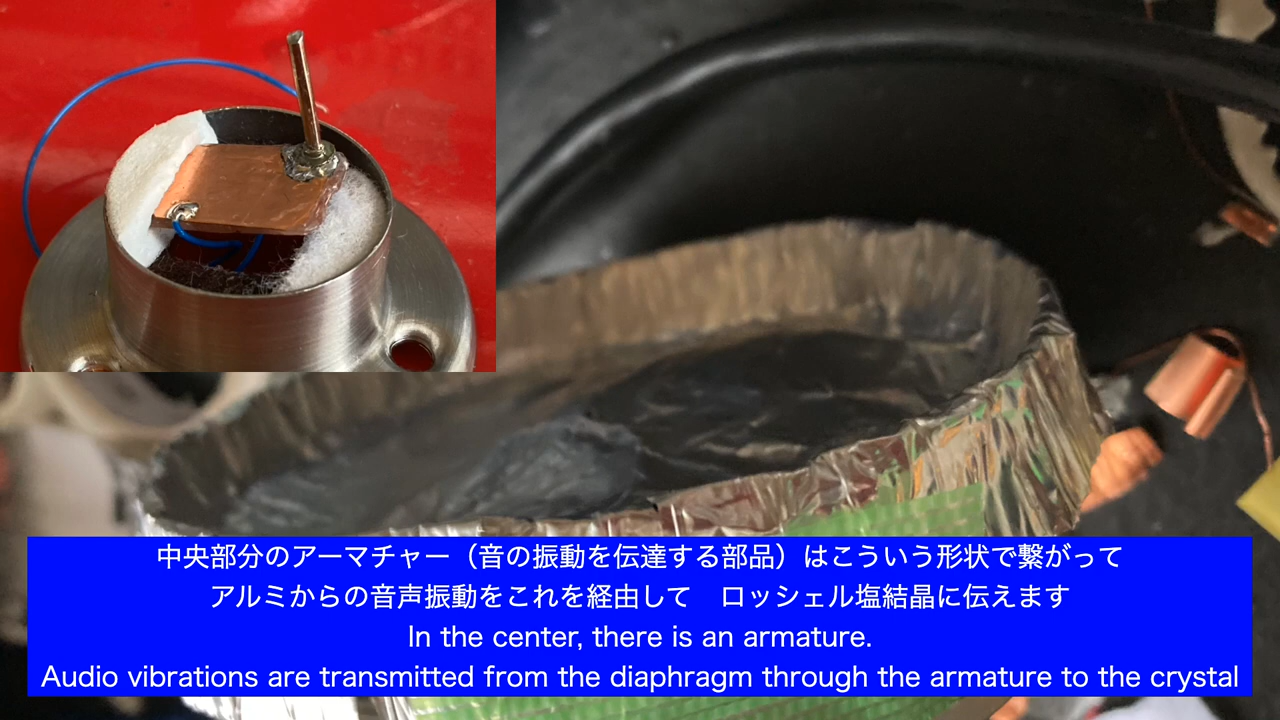 中央部分のアーマチャー（音の振動を伝達する部品）はこういう形状で繋がって
アルミからの音声振動をこれを経由して　ロッシェル塩結晶に伝えます
In the center, there is an armature.
Audio vibrations are transmitted from the diaphragm through the armature to the crystal